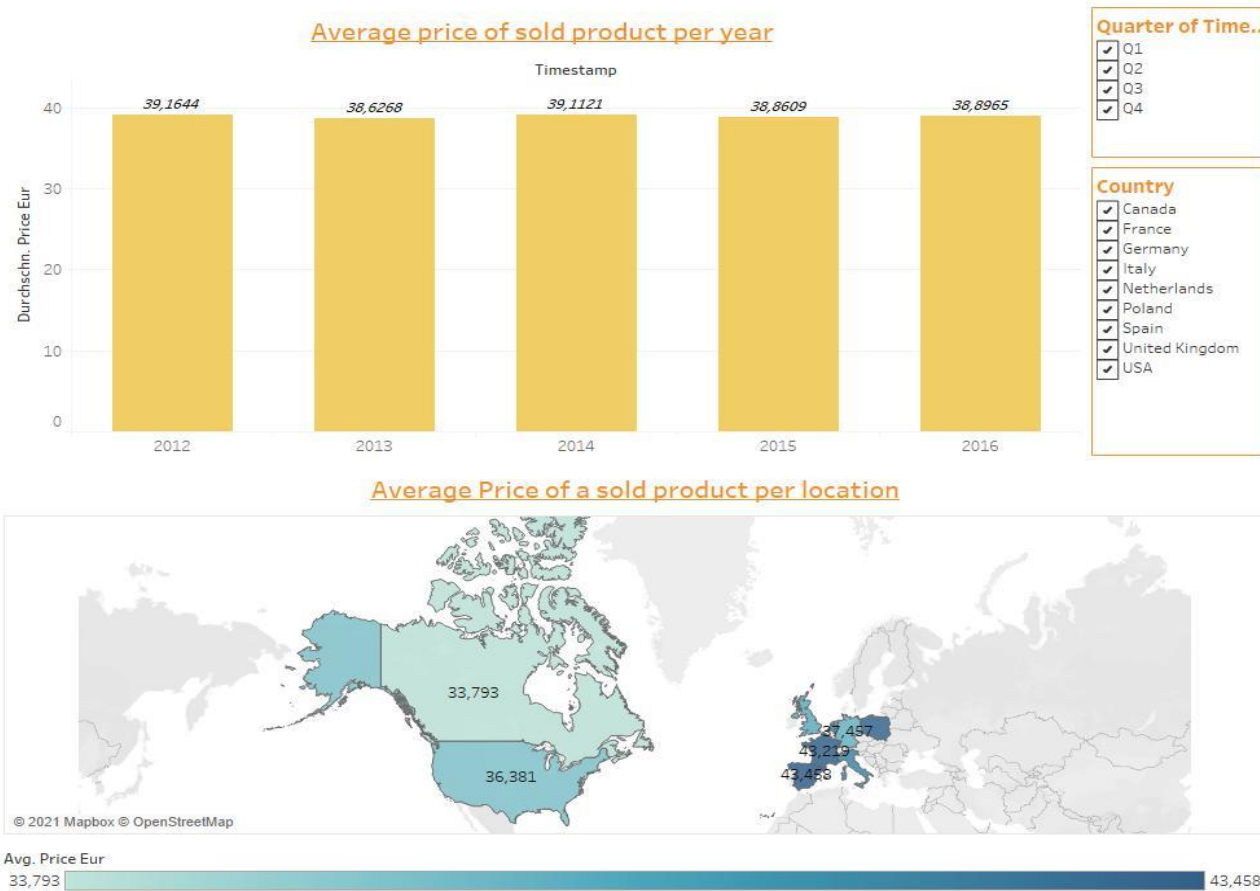 Average price of sold product per year
Timestamp
Durchschn. Price Eur
40
30
20
10
0
39,1644
38,6268
39,1121
38,8609
38,8965
2012
2013
2014
2015
2016
Quarter of Time..
Q1
Q2
Q3
Q4
Country
Canada
France
Germany
Italy
Netherlands
Poland
Spain
United Kingdom
USA
Average Price of a sold product per location
33,793
36,381
37,457
43,219
43,458
© 2021 Mapbox © OpenStreetMap
Avg. Price Eur
33,793
43,458